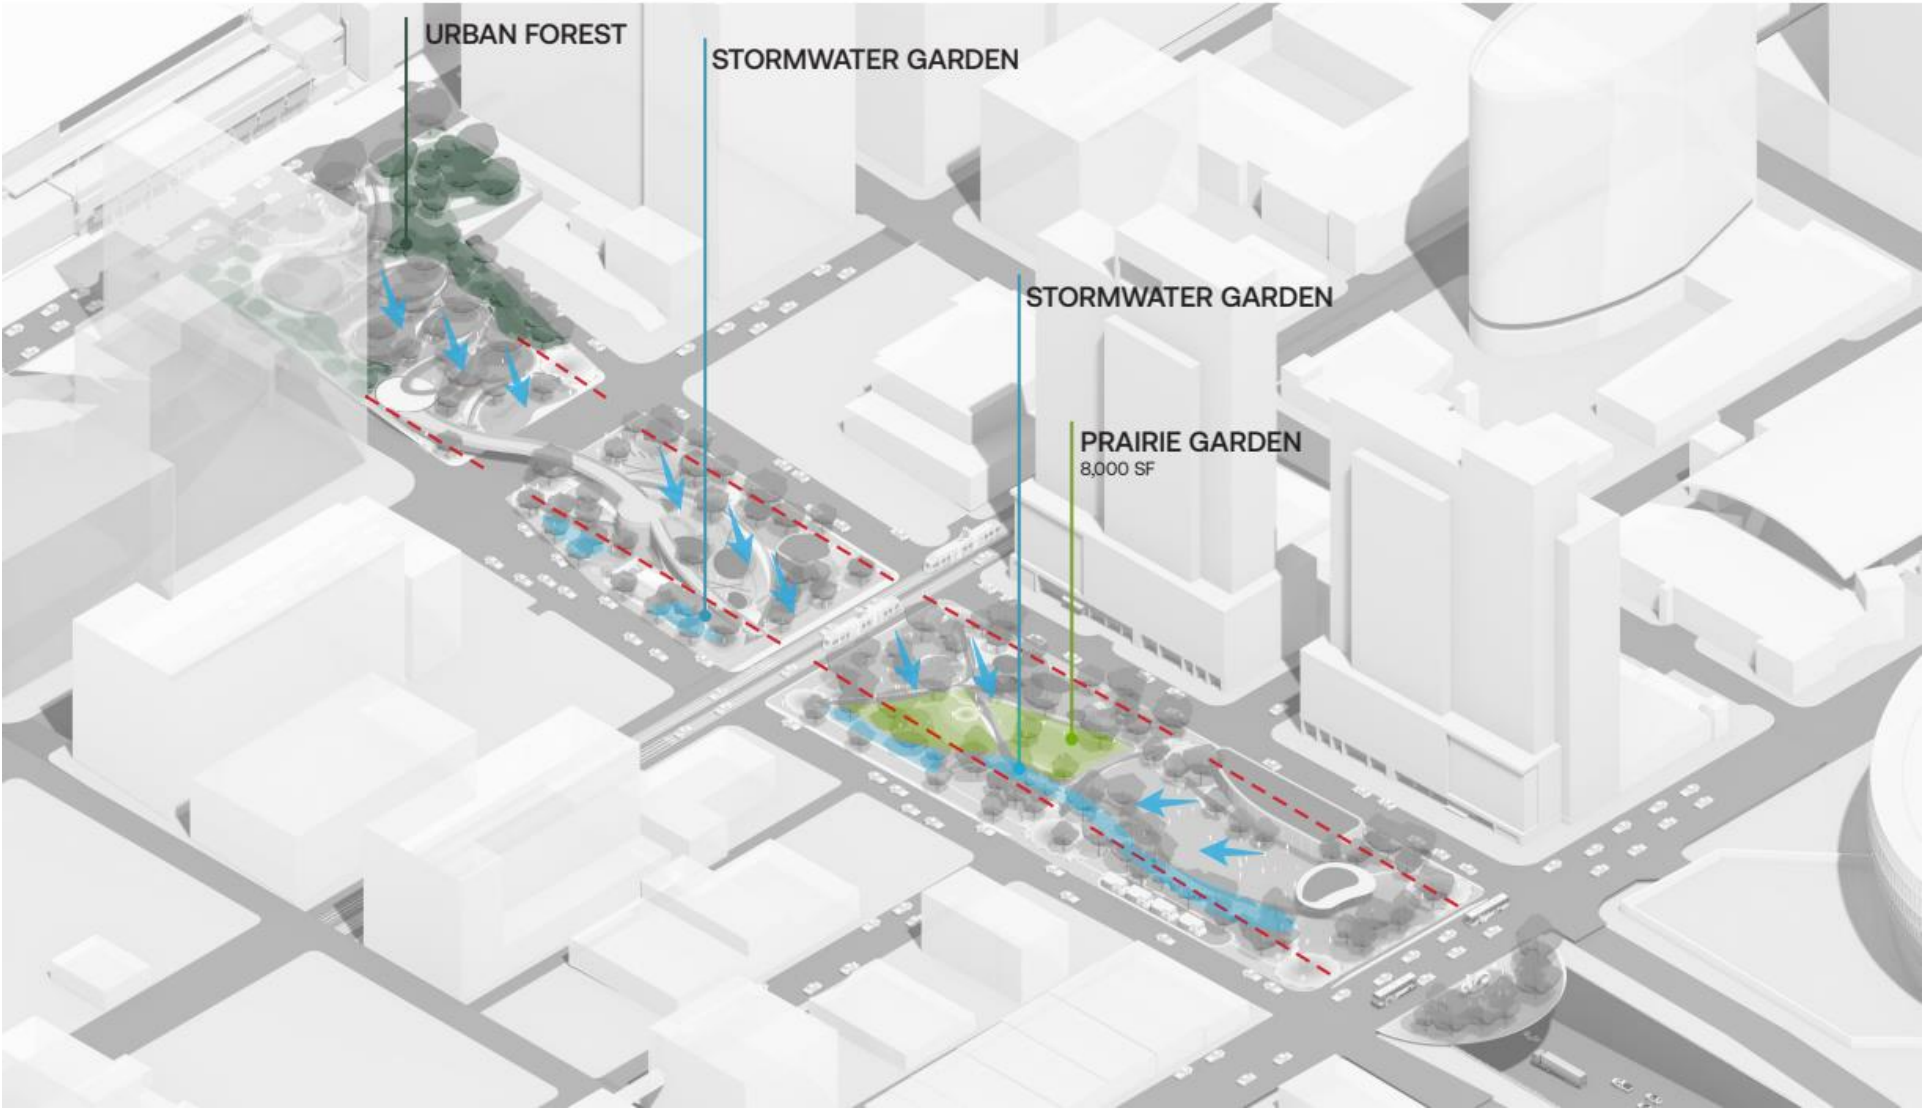 URBAN FOREST
STORMWATER GARDEN
STORMWATER GARDEN
PRAIRIE GARDEN
8,000 SF